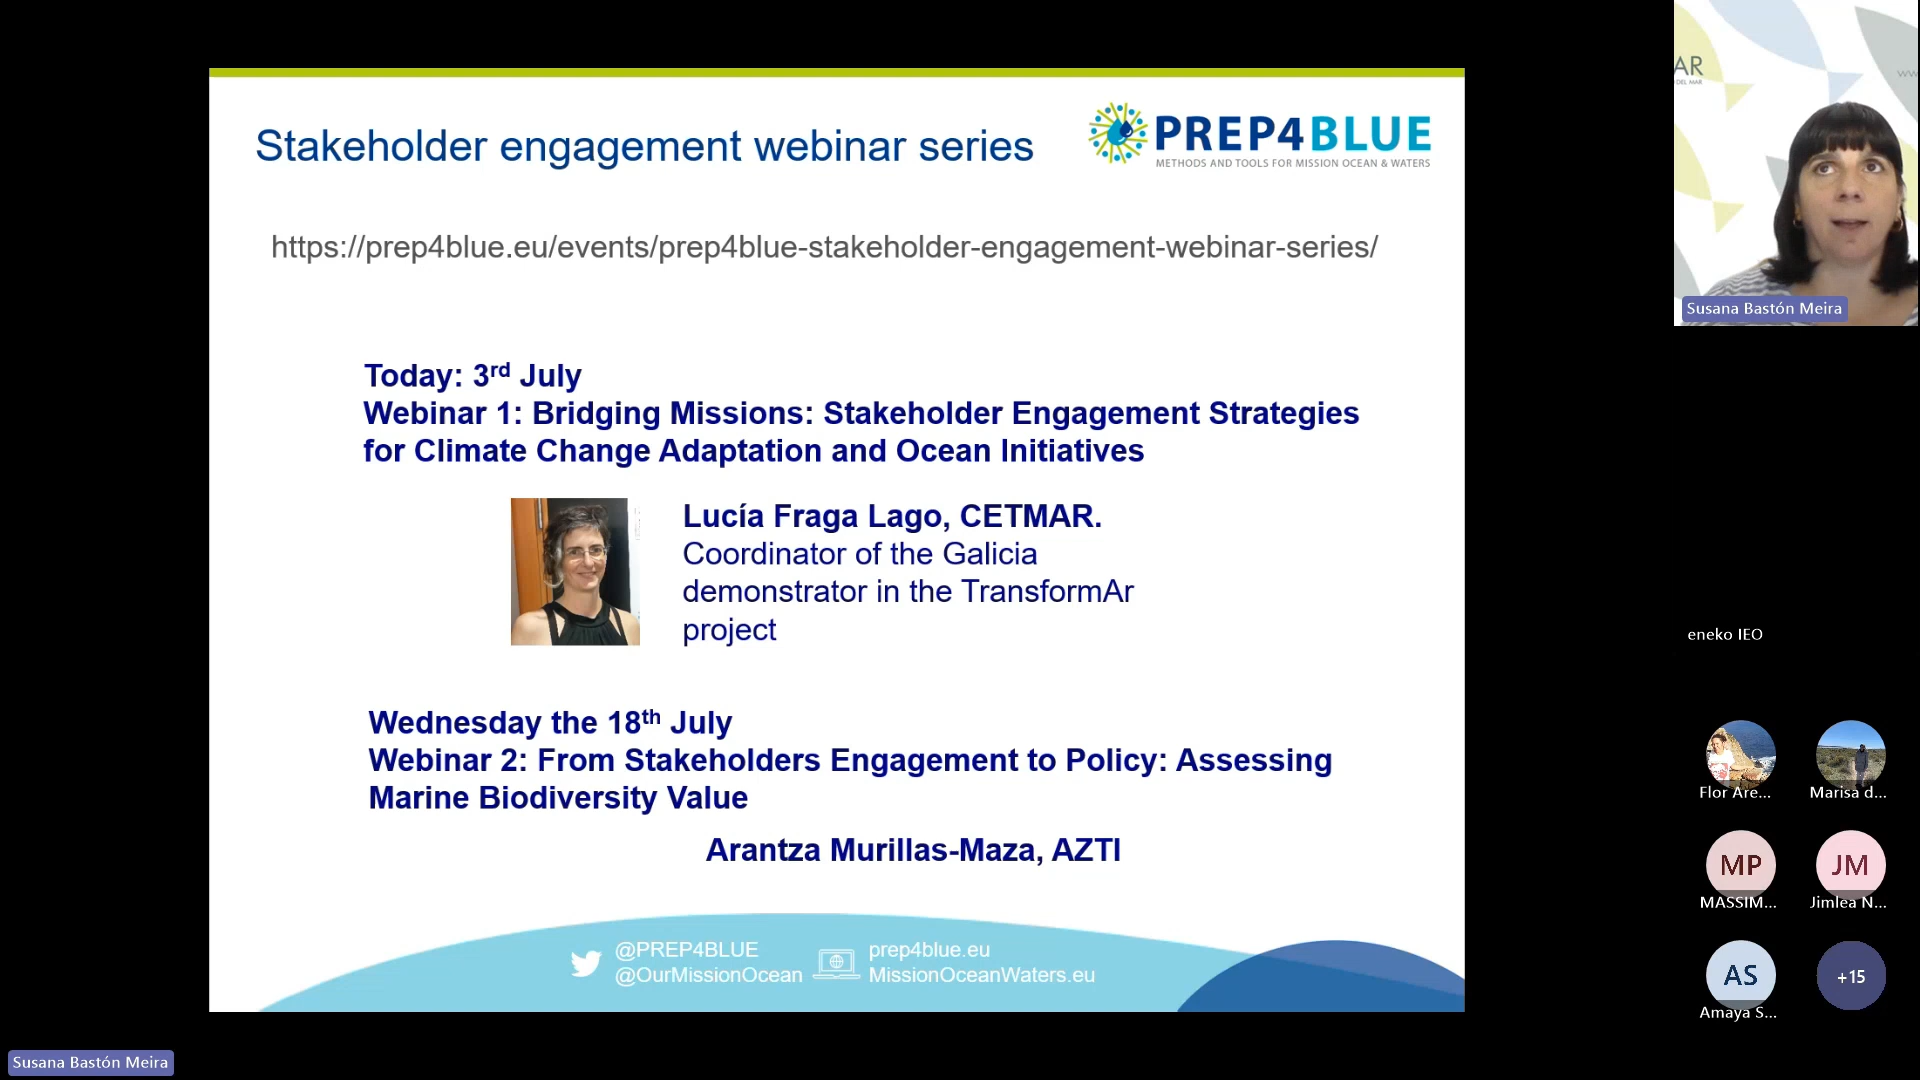 Stakeholder engagement webinar series
PREP4BLUE
METHODS AND TOOLS FOR MISSION OCEAN & WATERS
https://prep4blue.eu/events/prep4blue-stakeholder-engagement-webinar-series/
Today: 3rd July
Webinar 1: Bridging Missions: Stakeholder Engagement Strategies
for Climate Change Adaptation and Ocean Initiatives
Lucía Fraga Lago, CETMAR.
Coordinator of the Galicia
demonstrator in the TransformAr
project
Wednesday the 18th July
Webinar 2: From Stakeholders Engagement to Policy: Assessing
Marine Biodiversity Value
Arantza Murillas-Maza, AZTI
@PREP4BLUE
@OurMissionOcean
prep4blue.eu
MissionOceanWaters.eu
AR
DEL MAR
Susana Bastón Meira
eneko IEO
Flor Are...
Marisa d...
MP
MASSIM...
JM
Jimlea N...
AS
Amaya S...
+15
Susana Bastón Meira